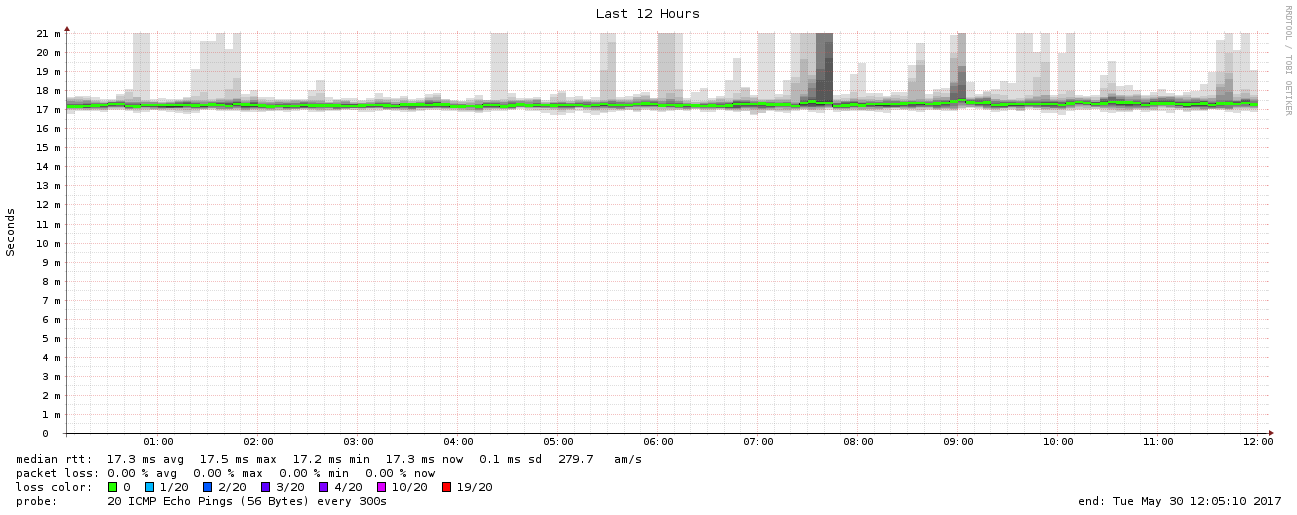 Last 12 Hours
RRDTOOL / TOBI OETIKER
Seconds
21 m
20 m
19 m
18 m
17 m
16 m
15 m
14 m
13 m
12 m
11 m
10 m
9 m
8 m
7 m
6 m
5 m
4 m
3 m
2 m
1 m
0
01:00 02:00 03:00 04:00 05:00 06:00 07:00 08:00 09:00 10:00 11:00 12:00
median rtt: 17.3 ms avg 17.5 ms max 17.2 ms min 17.3 ms now 0.1 ms sd 279.7 am/s
packet loss: 0.00 % avg 0.00 % max 0.00 % min 0.00 % now
loss color: 0 1/20 2/20 3/20 4/20 10/20 19/20
probe: 20 ICMP Echo Pings (56 Bytes) every 300s end: Tue May 30 12:05:10 2017